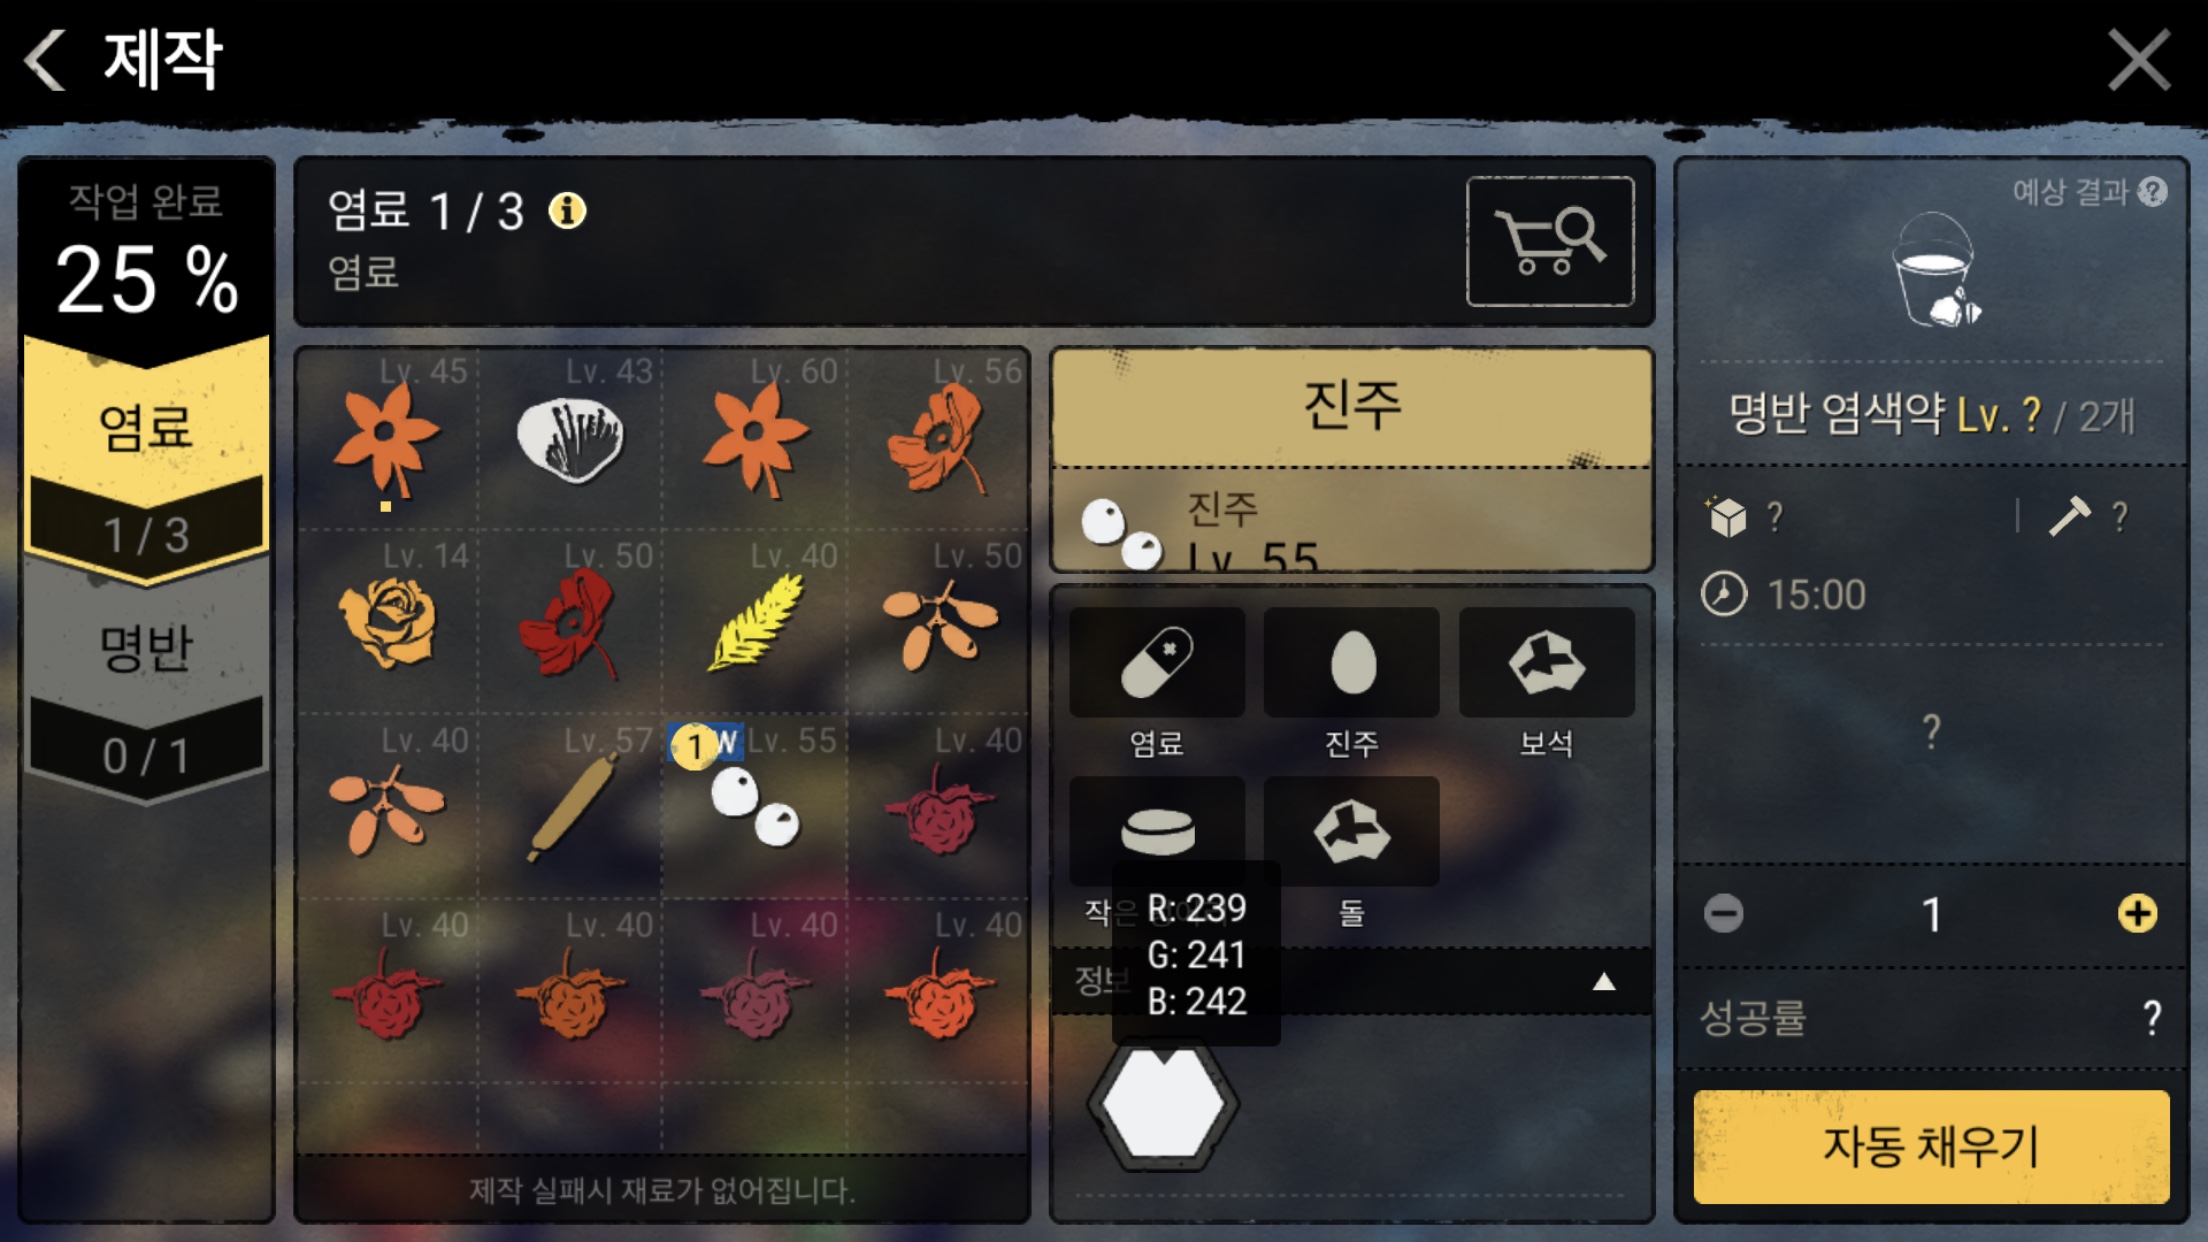 제작
작업 완료
25 %
염료
1 / 3
명반
0 / 1
염료 1 / 3
염료
Lv. 45
Lv. 43
Lv. 60
Lv. 56
Lv. 14
Lv. 50
Lv. 40
Lv. 50
Lv. 40
Lv. 57
1
W
Lv. 55
Lv. 40
Lv. 40
Lv. 40
Lv. 40
Lv. 40
제작 실패시 재료가 없어집니다.
진주
진주
Lv. 55
염료
진주
보석
작은
돌
정보
R: 239
G: 241
B: 242
예상 결과 ?
명반 염색약 Lv. ? / 2개
?
?
15:00
?
1
성공률 ?
자동 채우기